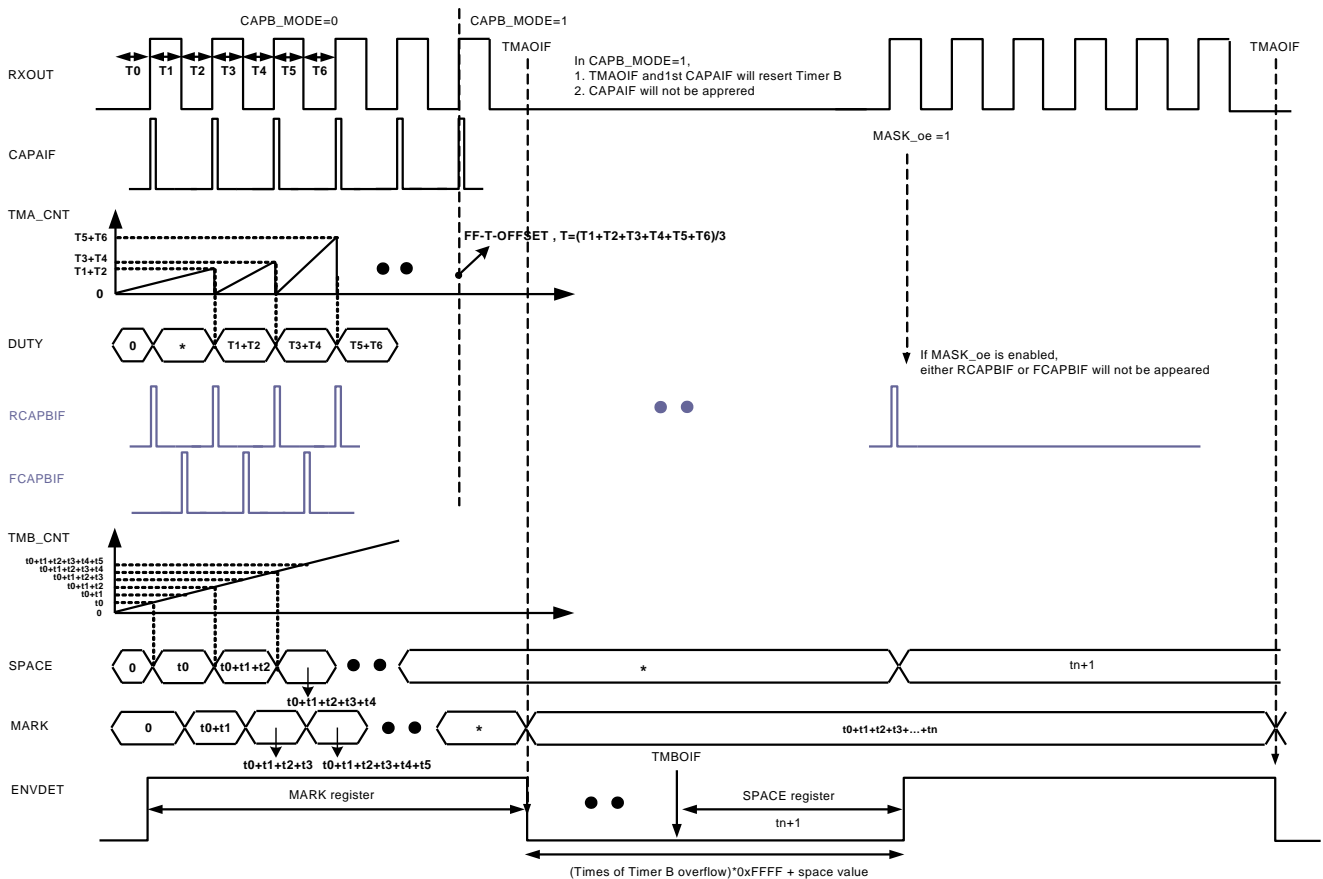 CAPB_MODE=0
CAPB_MODE=1
TMAOIF
TMAOIF
RXOUT
T0
T1
T2
T3
T4
T5
T6
In CAPB_MODE=1,
1. TMAOIF and1st CAPAIF will resert Timer B
2. CAPAIF will not be apprered
MASK_oe =1
CAPAIF
TMA_CNT
T5+T6
T3+T4
T1+T2
0
FF-T-OFFSET , T=(T1+T2+T3+T4+T5+T6)/3
DUTY
0
*
T1+T2
T3+T4
T5+T6
If MASK_oe is enabled,
either RCAPBIF or FCAPBIF will not be appeared
RCAPBIF
FCAPBIF
TMB_CNT
t0+t1+t2+t3+t4+t5
t0+t1+t2+t3+t4
t0+t1+t2+t3
t0+t1+t2
t0+t1
t0
0
SPACE
0
t0
t0+t1+t2
*
tn+1
t0+t1+t2+t3+t4
MARK
0
t0+t1
*
t0+t1+t2+t3+...+tn
t0+t1+t2+t3
t0+t1+t2+t3+t4+t5
TMBOIF
ENVDET
MARK register
SPACE register
tn+1
(Times of Timer B overflow)*0xFFFF + space value